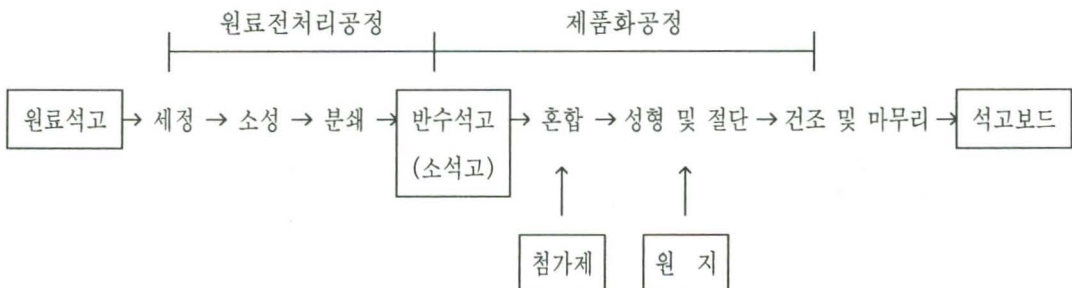 원료전처리공정 제품화공정
원료석고 → 세정 → 소성 → 분쇄 → 반수석고 → 혼합 → 성형 및 절단 → 건조 및 마무리 → 석고보드
(소석고)
첨가제 원 지